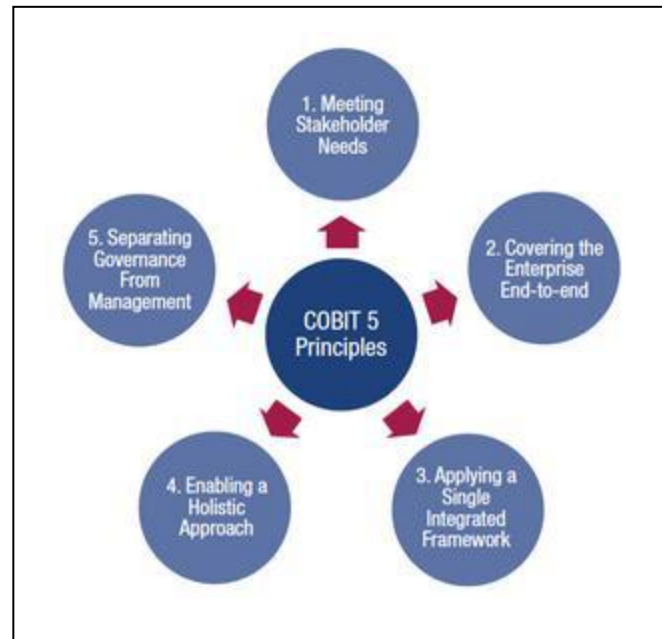 1. Meeting
Stakeholder
Needs
2. Covering the
Enterprise
End-to-end
3. Applying a
Single
Integrated
Framework
4. Enabling a
Holistic
Approach
5. Separating
Governance
From
Management
COBIT 5
Principles